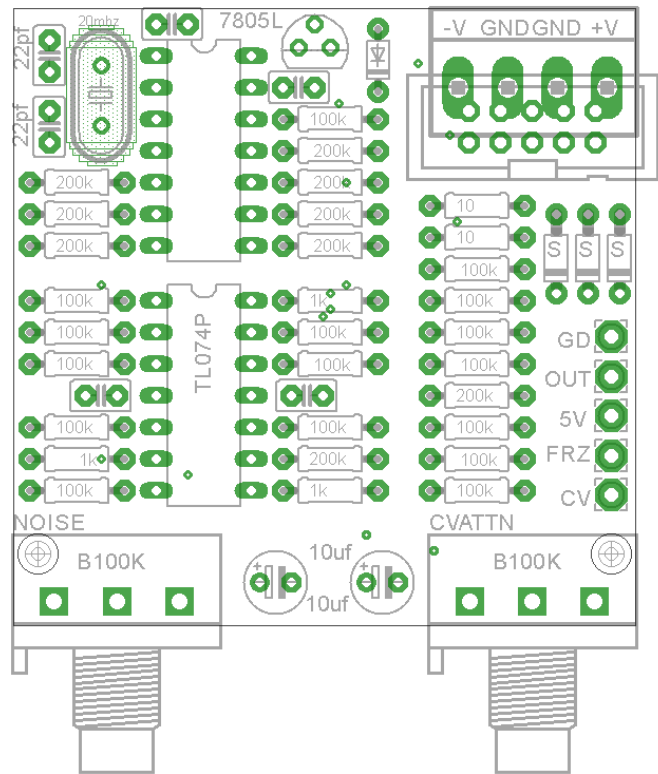 20mhz 7805L -V GND GND +V
22pf
22pf
100k
200k
200k 200k
200k 200k 10
200k 200k 10
100k S S S
100k 1k 100k
100k TL074P 100k 100k GD
100k 100k 100k OUT
200k 5V
100k 100k 100k FRZ
1k 200k 100k CV
100k 1k 100k
NOISE CVATTN
B100K 10uf B100K
10uf